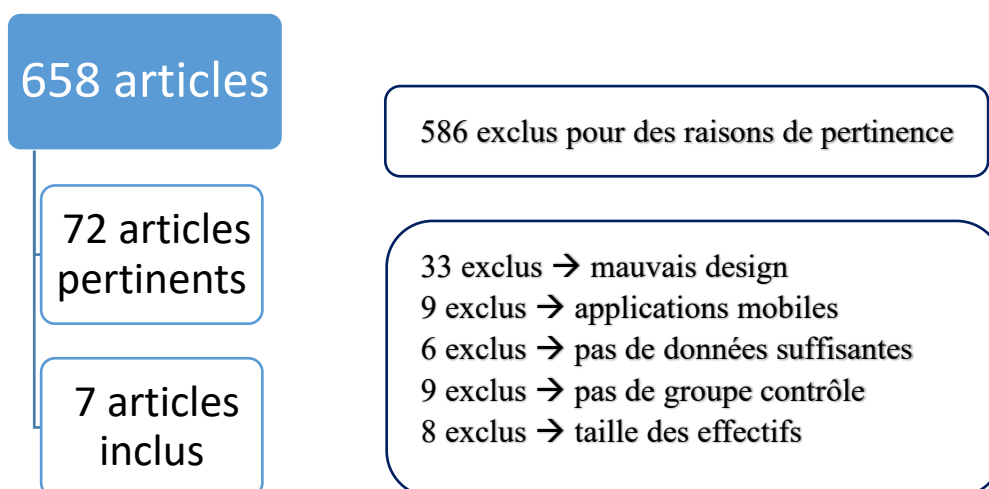 658 articles
586 exclus pour des raisons de pertinence
72 articles
pertinents
33 exclus → mauvais design
9 exclus → applications mobiles
6 exclus → pas de données suffisantes
9 exclus → pas de groupe contrôle
8 exclus → taille des effectifs
7 articles
inclus